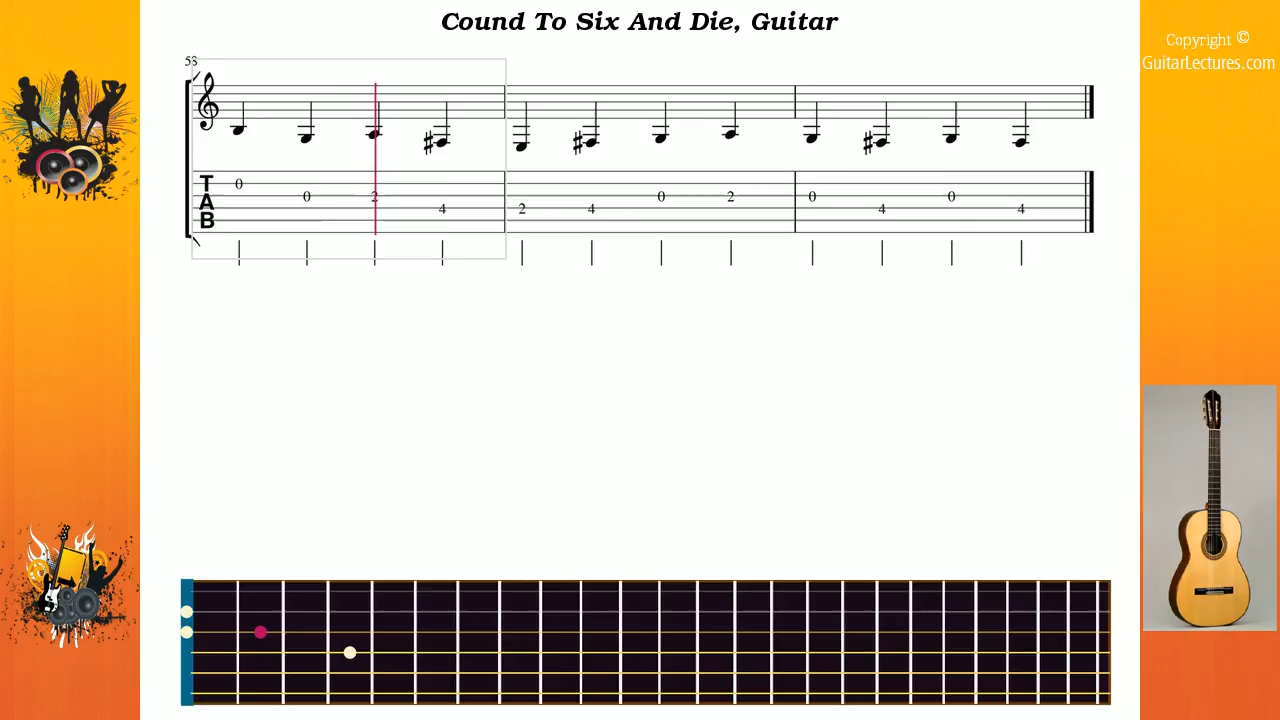 Cound To Six And Die, Guitar
Copyright ©
GuitarLectures.com
T
A
B
0 0 2 4 2 4 0 2 0 4 0 4